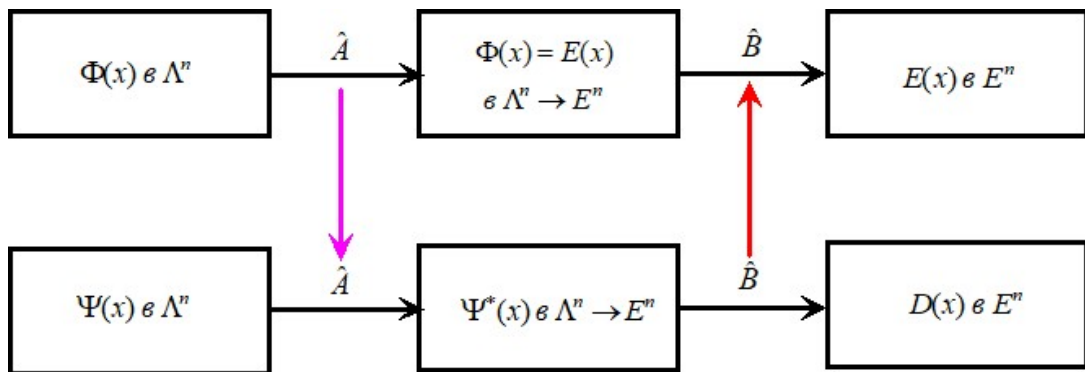 Φ(x) в Λⁿ
Â
Φ(x) = E(x)
в Λⁿ → Eⁿ
B̂
E(x) в Eⁿ
Ψ(x) в Λⁿ
Â
Ψ*(x) в Λⁿ → Eⁿ
B̂
D(x) в Eⁿ